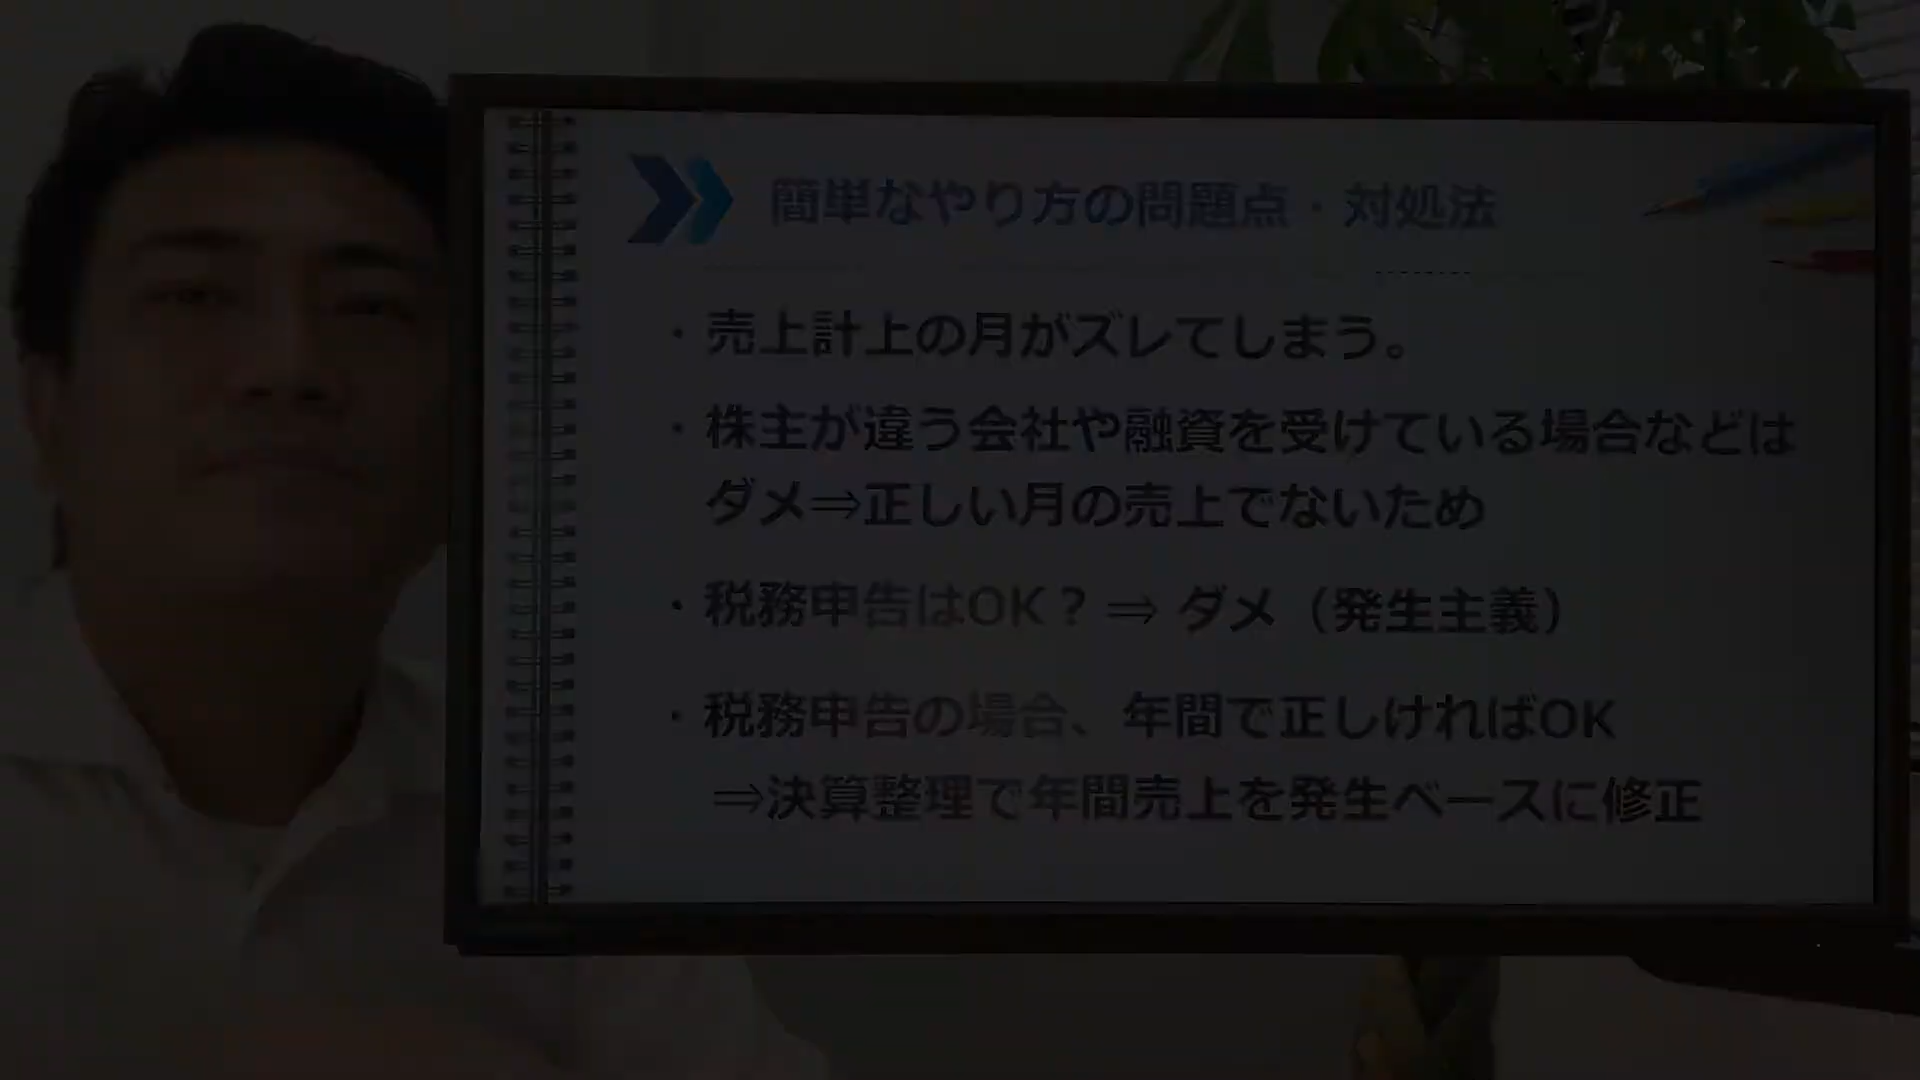 簡単なやり方の問題点・対処法
・売上計上の月がズレてしまう。
・株主が違う会社や融資を受けている場合などは
ダメ⇒正しい月の売上でないため
・税務申告はOK？⇒ ダメ（発生主義）
・税務申告の場合、年間で正しければOK
⇒決算整理で年間売上を発生ベースに修正